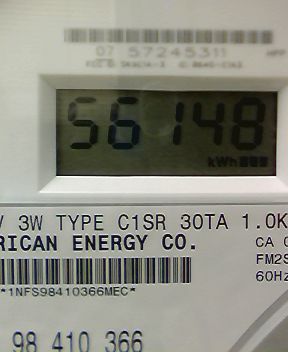 07 57245311
56148
kWh
V 3W TYPE C1SR 30TA 1.0K
RICAN ENERGY CO.
CA
FM2S
60Hz
*1NFS98410366MEC*
98 410 366